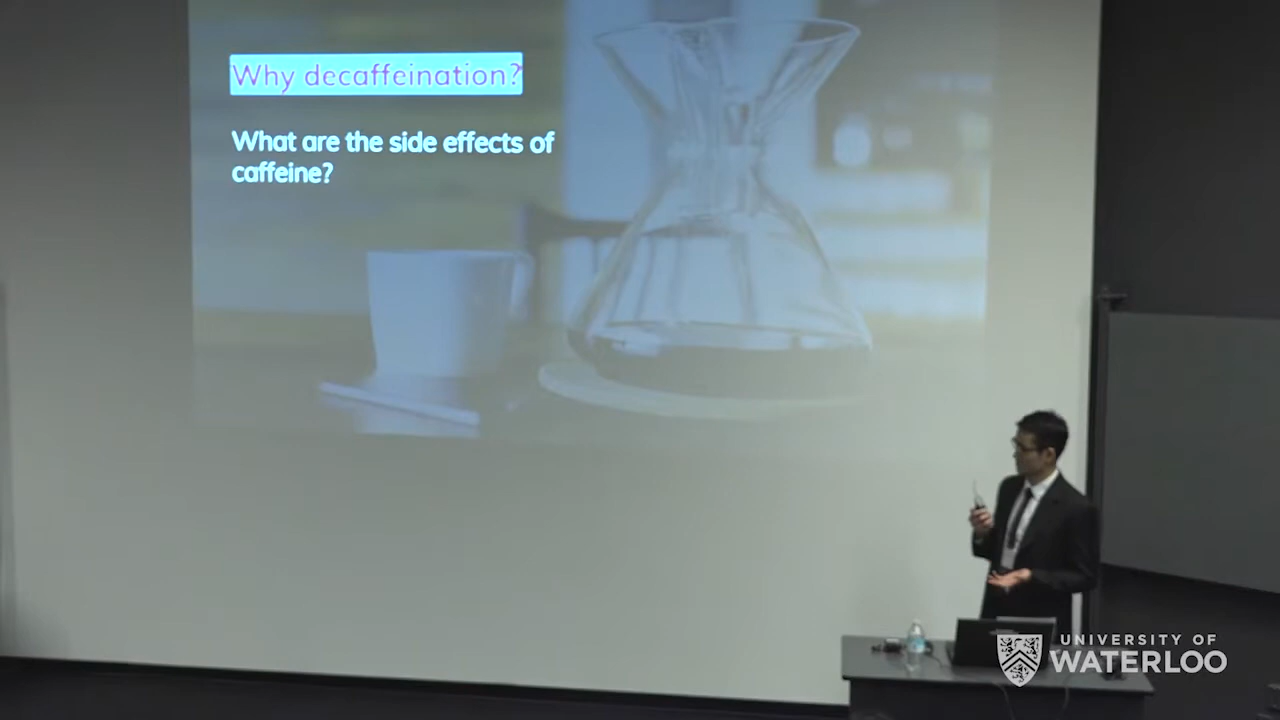 Why decaffeination?
What are the side effects of
caffeine?
UNIVERSITY OF
WATERLOO